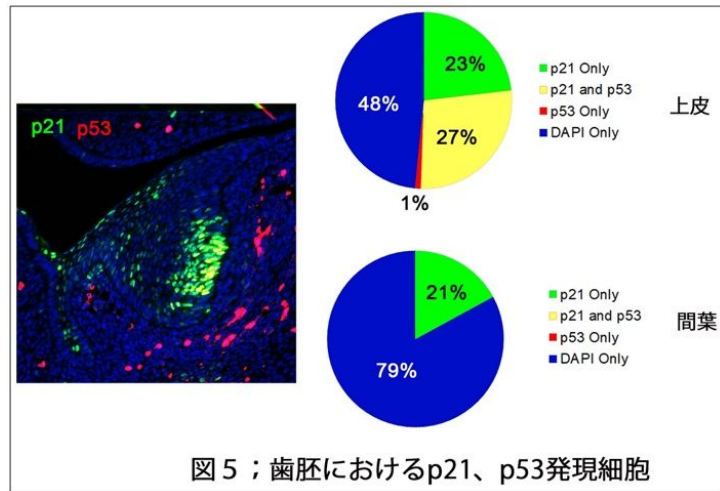 p21 p53
23%
27%
1%
48%
p21 Only
p21 and p53
p53 Only
DAPI Only
上皮
21%
79%
p21 Only
p21 and p53
p53 Only
DAPI Only
間葉
図5；歯胚におけるp21、p53発現細胞